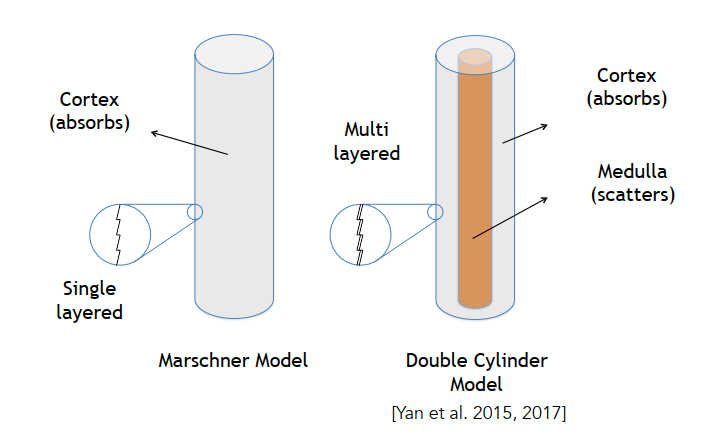 Cortex
(absorbs)
Single
layered
Marschner Model
Multi
layered
Cortex
(absorbs)
Medulla
(scatters)
Double Cylinder
Model
[Yan et al. 2015, 2017]